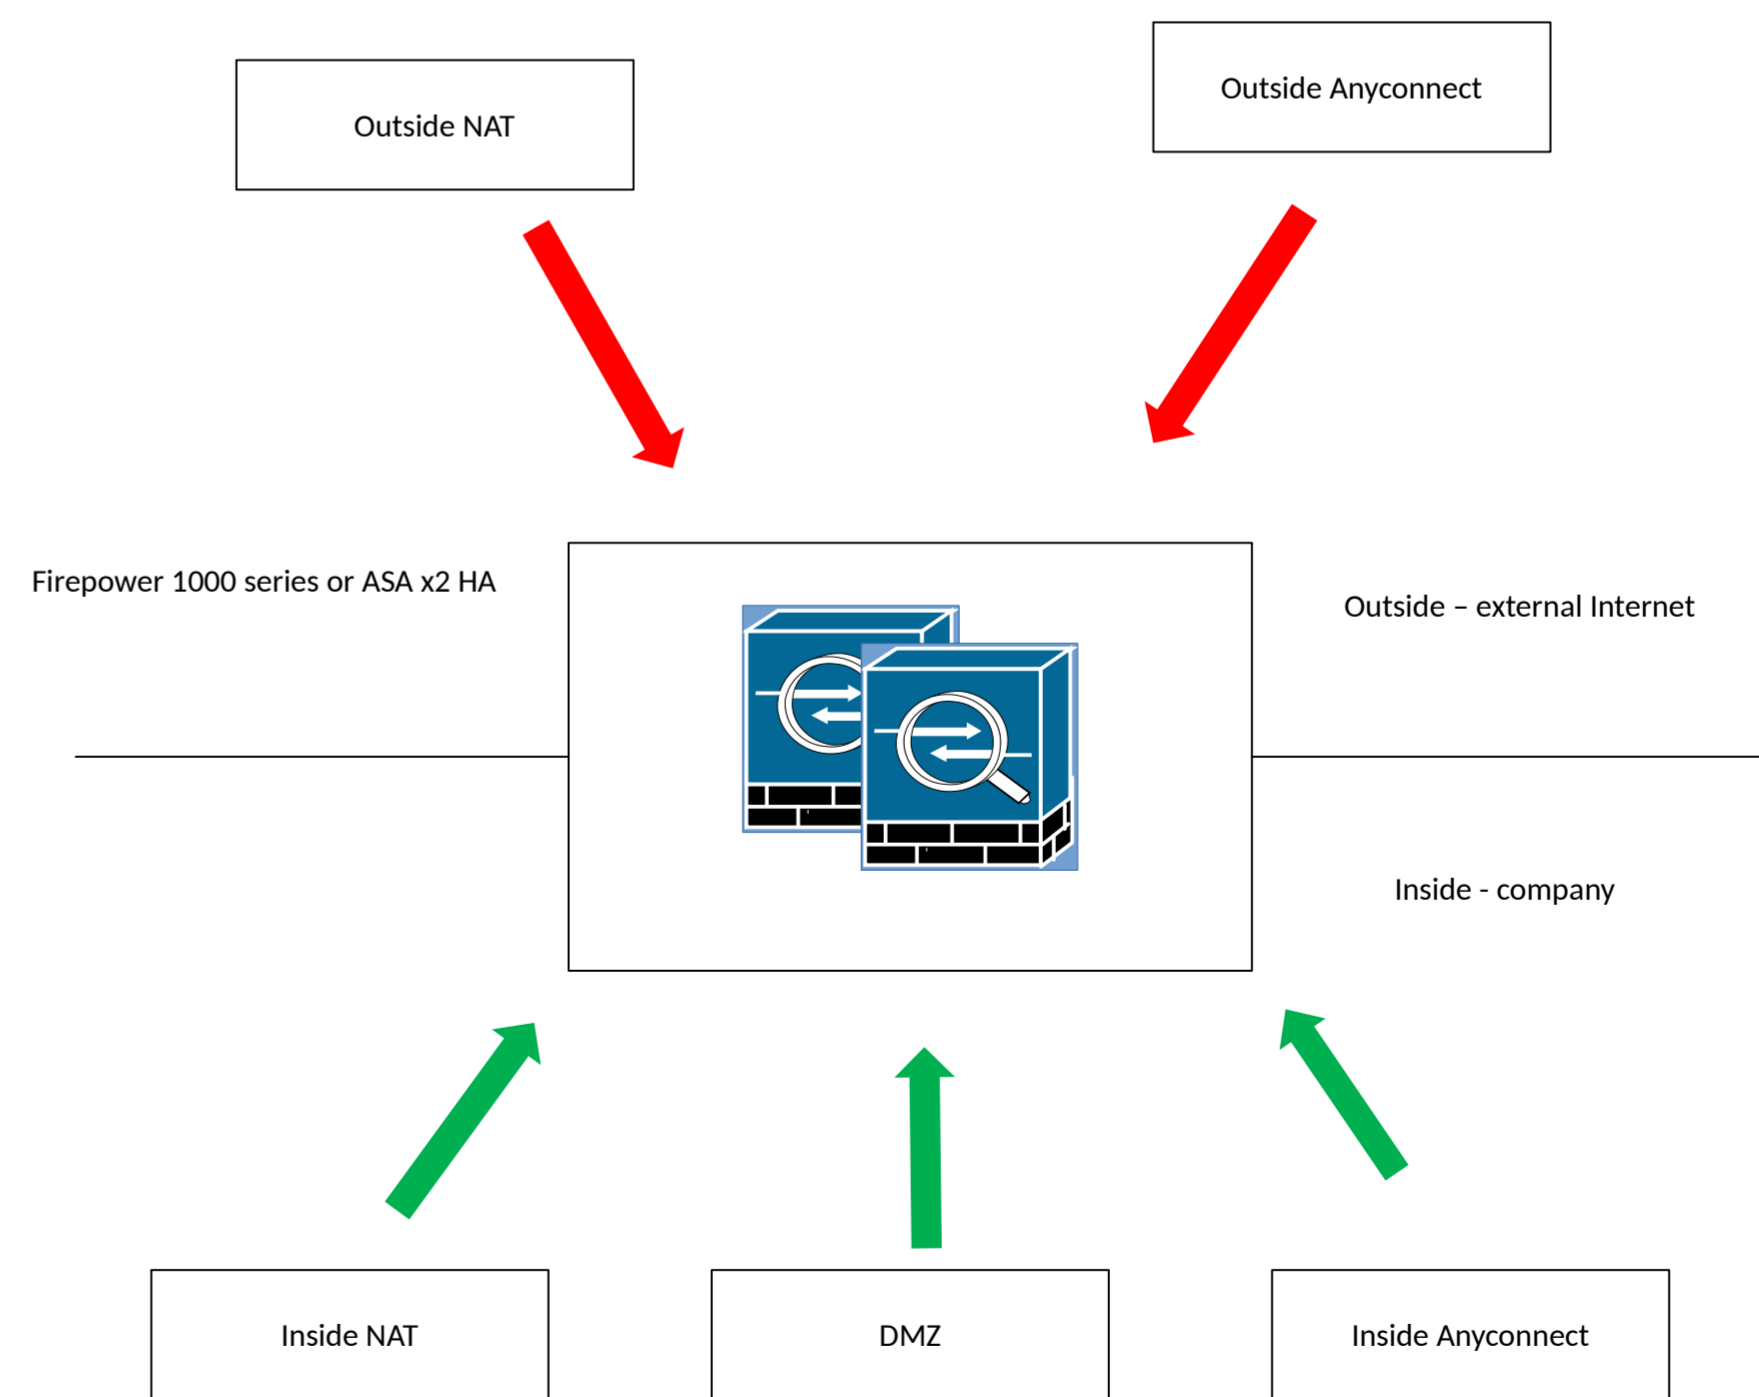 Outside NAT
Outside Anyconnect
Firepower 1000 series or ASA x2 HA
Outside – external Internet
Inside - company
Inside NAT
DMZ
Inside Anyconnect